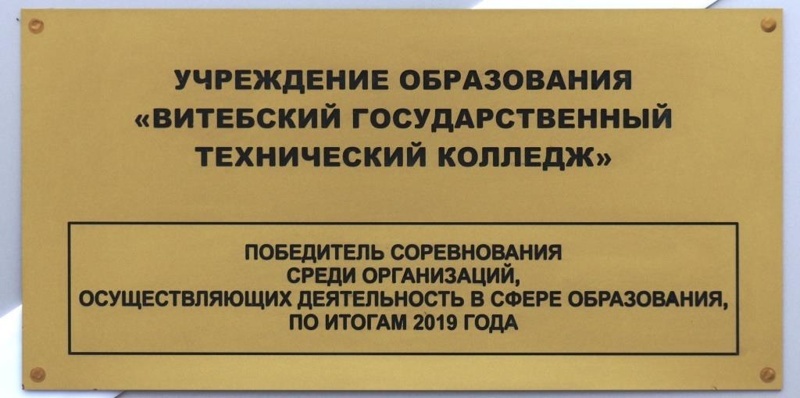 УЧРЕЖДЕНИЕ ОБРАЗОВАНИЯ
«ВИТЕБСКИЙ ГОСУДАРСТВЕННЫЙ
ТЕХНИЧЕСКИЙ КОЛЛЕДЖ»
ПОБЕДИТЕЛЬ СОРЕВНОВАНИЯ
СРЕДИ ОРГАНИЗАЦИЙ,
ОСУЩЕСТВЛЯЮЩИХ ДЕЯТЕЛЬНОСТЬ В СФЕРЕ ОБРАЗОВАНИЯ,
ПО ИТОГАМ 2019 ГОДА